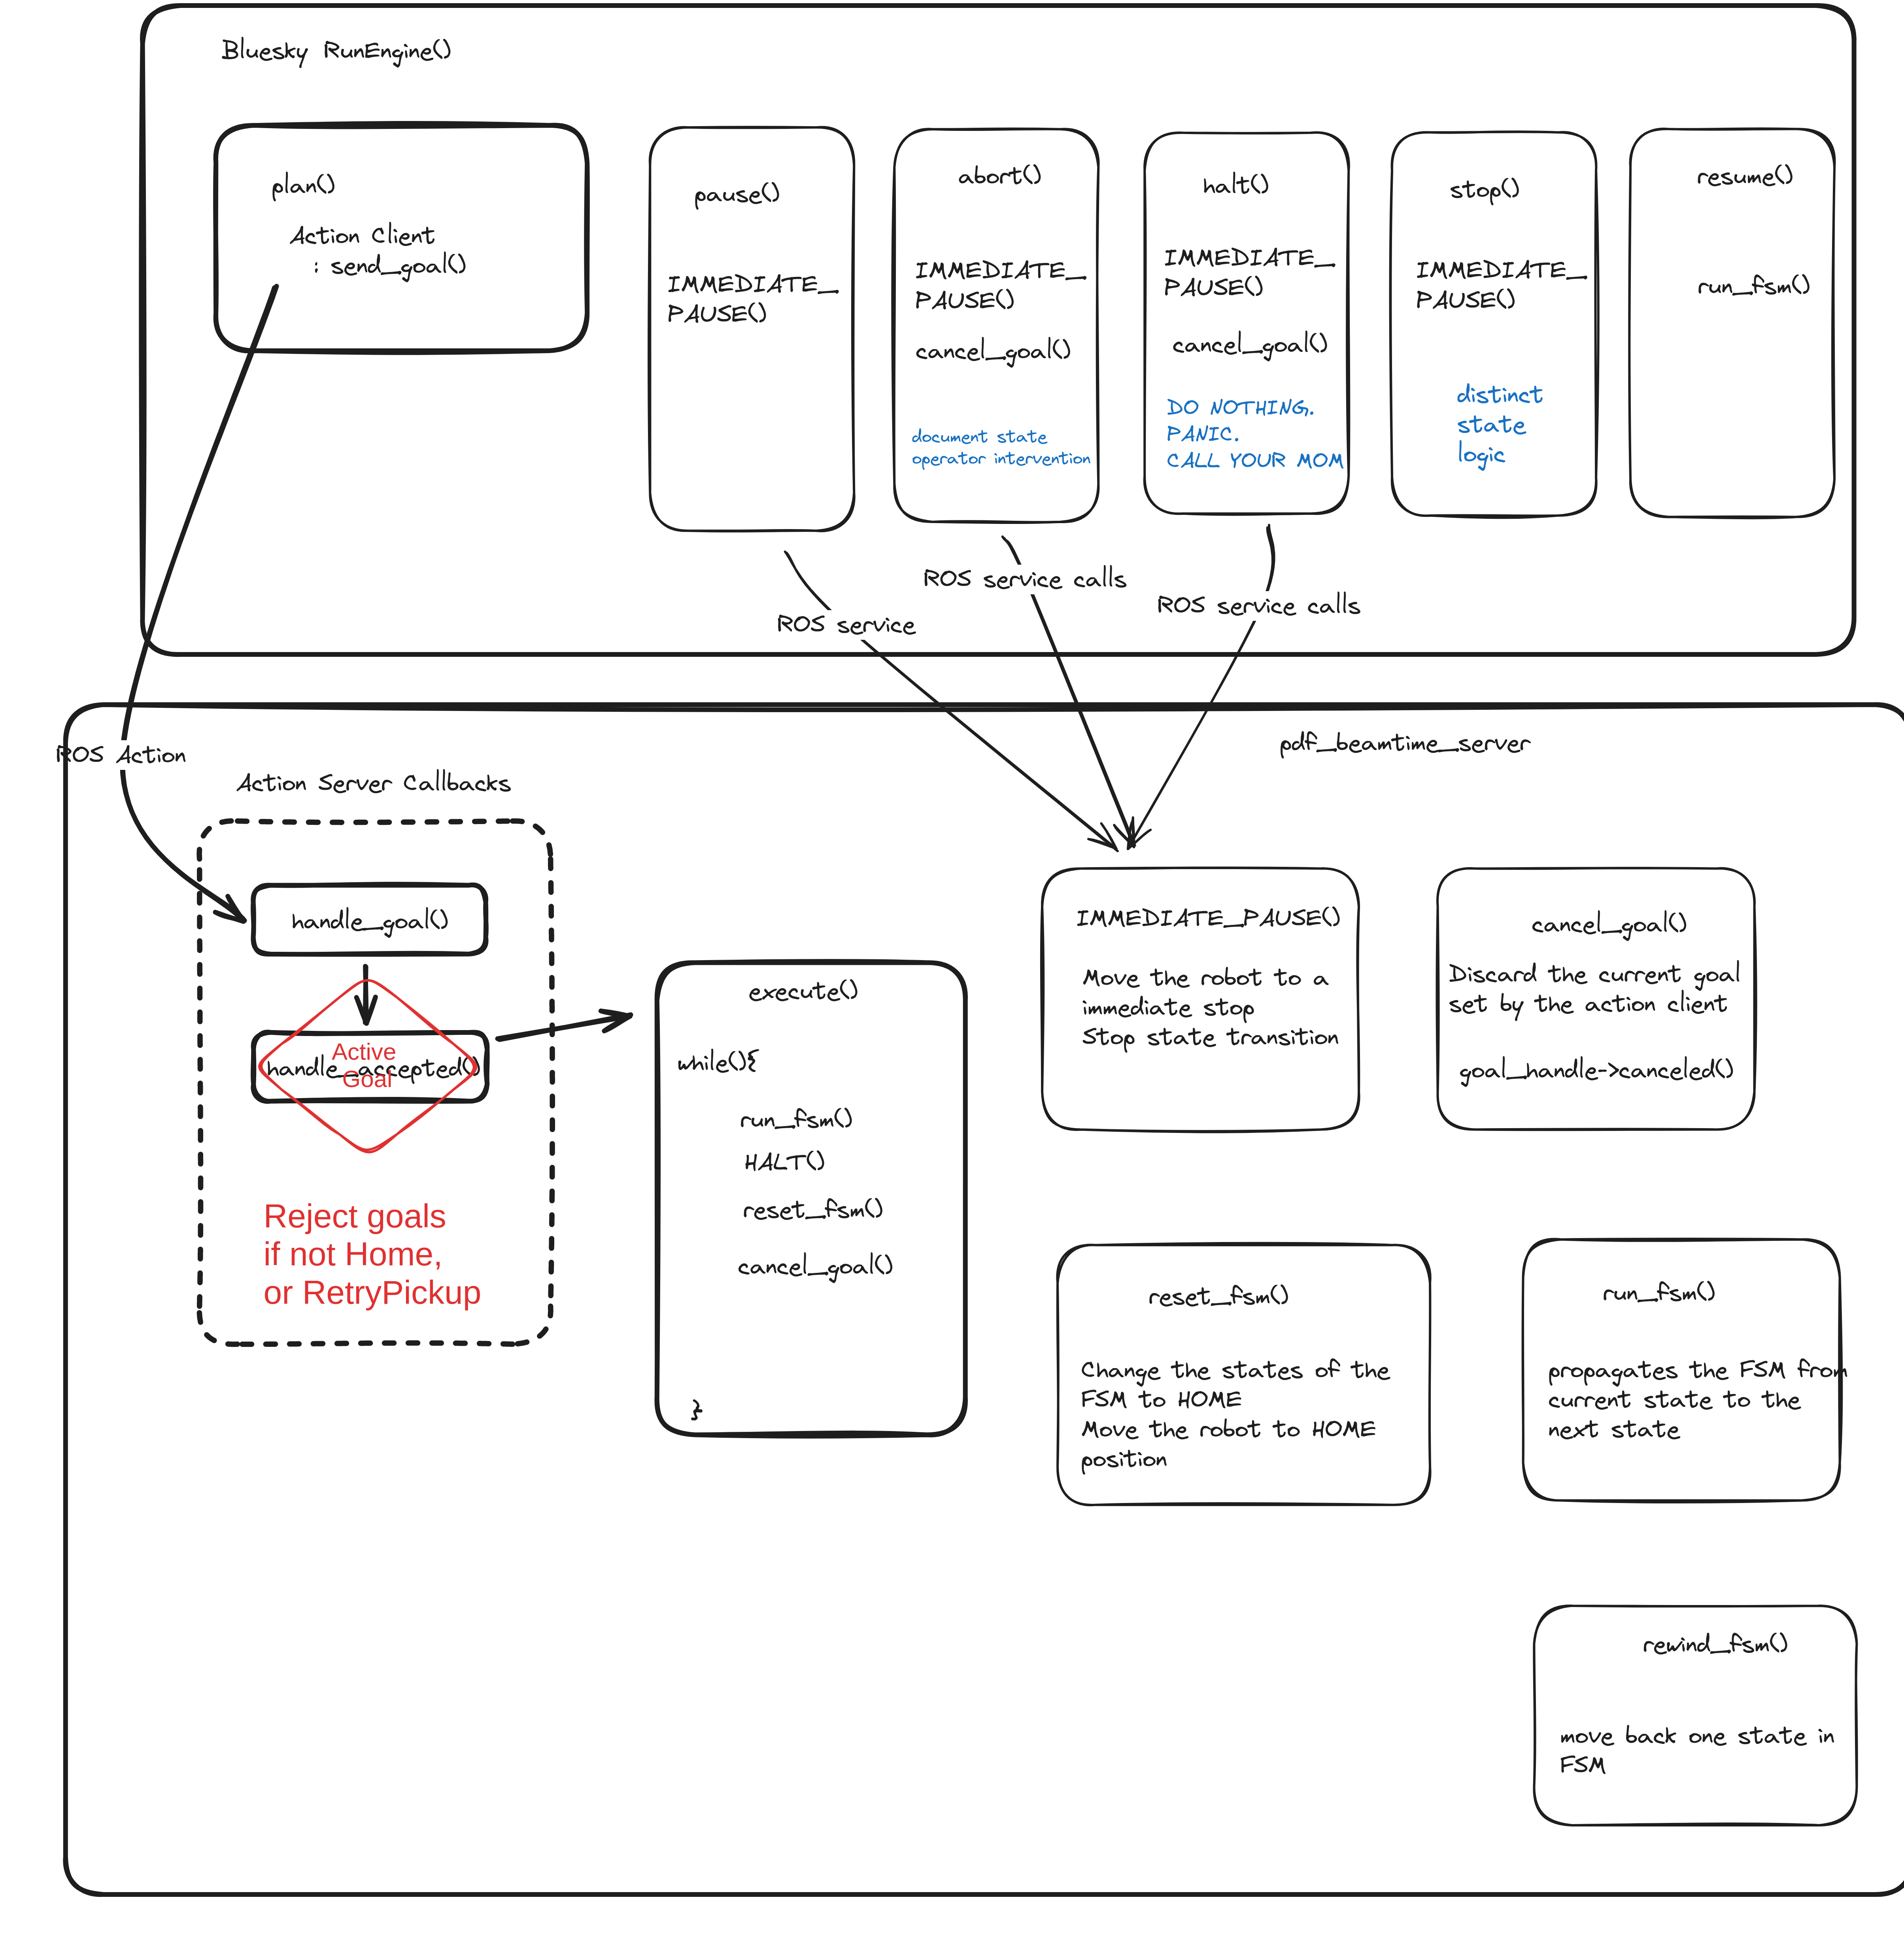 Bluesky RunEngine()
plan()
Action Client
: send_goal()
pause()
IMMEDIATE_
PAUSE()
abort()
IMMEDIATE_
PAUSE()
cancel_goal()
document state
operator intervention
halt()
IMMEDIATE_
PAUSE()
cancel_goal()
DO NOTHING.
PANIC.
CALL YOUR MOM
stop()
IMMEDIATE_
PAUSE()
distinct
state
logic
resume()
run_fsm()
ROS service
ROS service calls
ROS service calls
ROS Action
pdf_beamtime_server
Action Server Callbacks
handle_goal()
handle_accepted()
Active
Goal
Reject goals
if not Home,
or RetryPickup
execute()
while(){
run_fsm()
HALT()
reset_fsm()
cancel_goal()
}
IMMEDIATE_PAUSE()
Move the robot to a
immediate stop
Stop state transition
cancel_goal()
Discard the current goal
set by the action client
goal_handle->canceled()
reset_fsm()
Change the states of the
FSM to HOME
Move the robot to HOME
position
run_fsm()
propagates the FSM from
current state to the
next state
rewind_fsm()
move back one state in
FSM